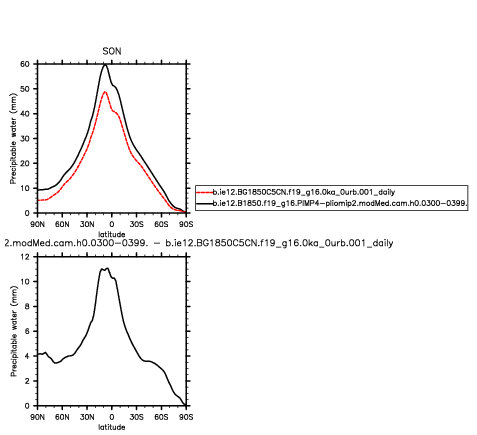 SON
60
50
40
30
20
10
0
Precipitable water (mm)
90N 60N 30N 0 30S 60S 90S
latitude
b.ie12.BG1850C5CN.f19_g16.0ka_0urb.001_daily
b.ie12.B1850.f19_g16.PlMP4-pliomip2.modMed.cam.h0.0300-0399.
2.modMed.cam.h0.0300-0399. - b.ie12.BG1850C5CN.f19_g16.0ka_0urb.001_daily
12
10
8
6
4
2
0
Precipitable water (mm)
90N 60N 30N 0 30S 60S 90S
latitude